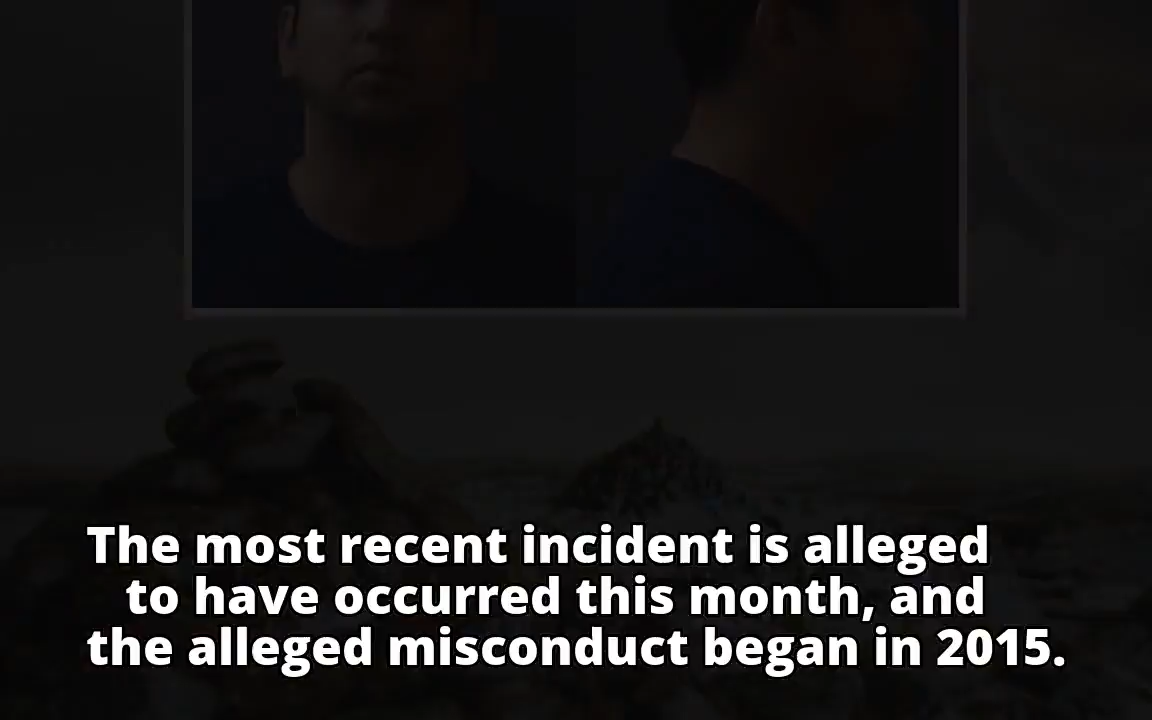 The most recent incident is alleged
to have occurred this month, and
the alleged misconduct began in 2015.